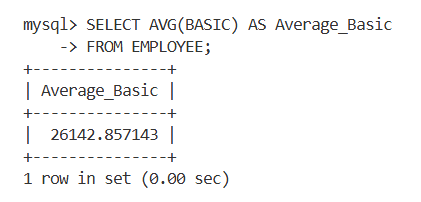 mysql> SELECT AVG(BASIC) AS Average_Basic
    -> FROM EMPLOYEE;
+---------------+
| Average_Basic |
+---------------+
|  26142.857143 |
+---------------+
1 row in set (0.00 sec)